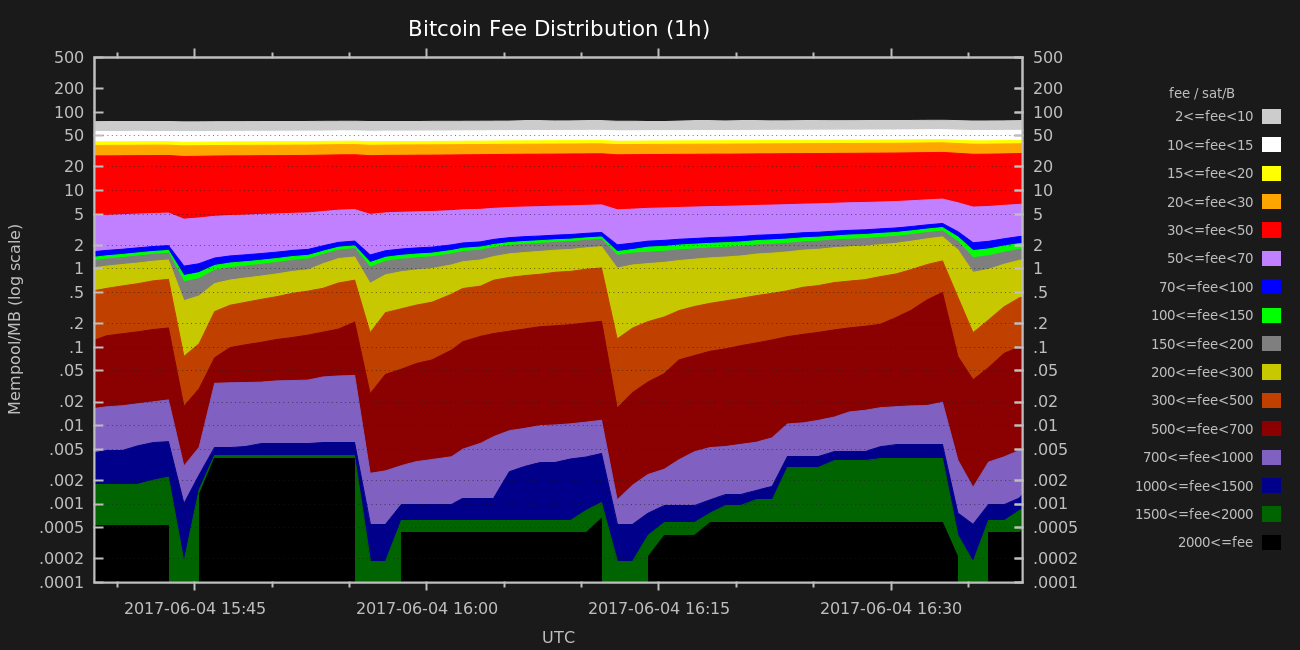 Bitcoin Fee Distribution (1h)
500
200
100
50
20
10
5
2
1
.5
.2
.1
.05
.02
.01
.005
.002
.001
.0005
.0002
.0001
Mempool/MB (log scale)
500
200
100
50
20
10
5
2
1
.5
.2
.1
.05
.02
.01
.005
.002
.001
.0005
.0002
.0001
2017-06-04 15:45
2017-06-04 16:00
2017-06-04 16:15
2017-06-04 16:30
UTC
fee / sat/B
2<=fee<10
10<=fee<15
15<=fee<20
20<=fee<30
30<=fee<50
50<=fee<70
70<=fee<100
100<=fee<150
150<=fee<200
200<=fee<300
300<=fee<500
500<=fee<700
700<=fee<1000
1000<=fee<1500
1500<=fee<2000
2000<=fee